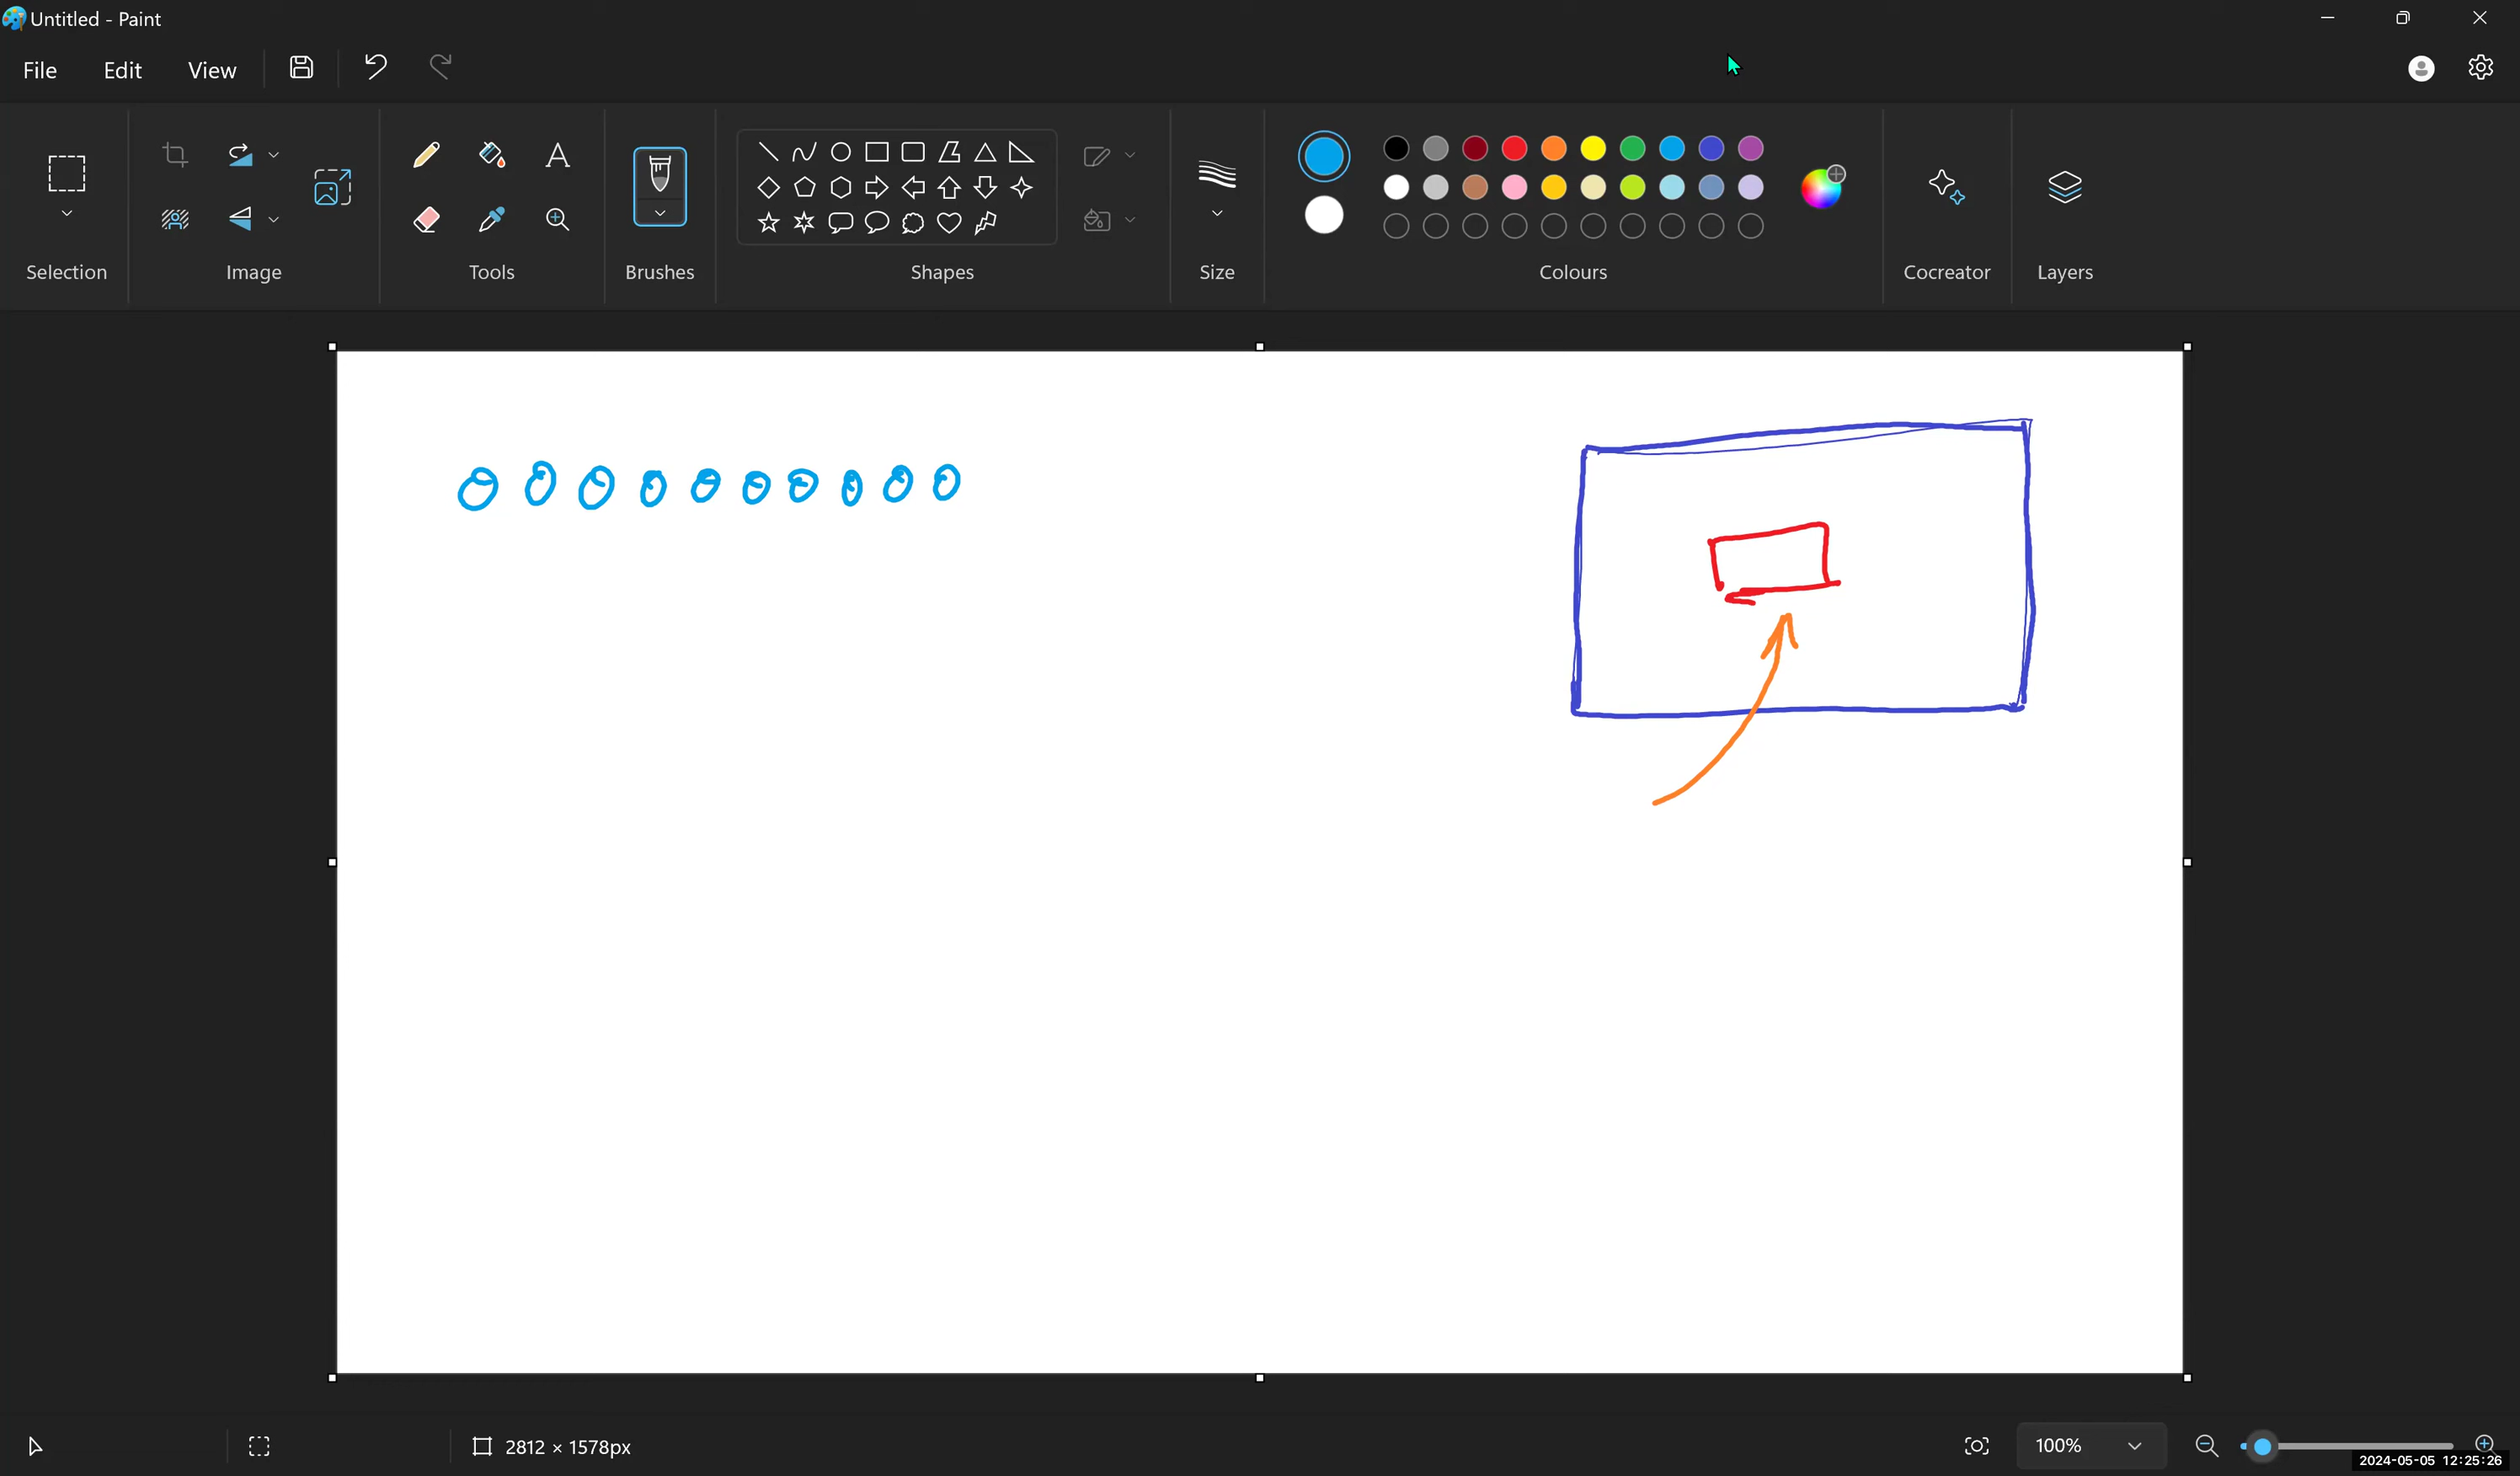 Untitled - Paint
File Edit View
Selection Image Tools Brushes Shapes Size Colours Cocreator Layers
2812 × 1578px 100%
2024-05-05 12:25:26